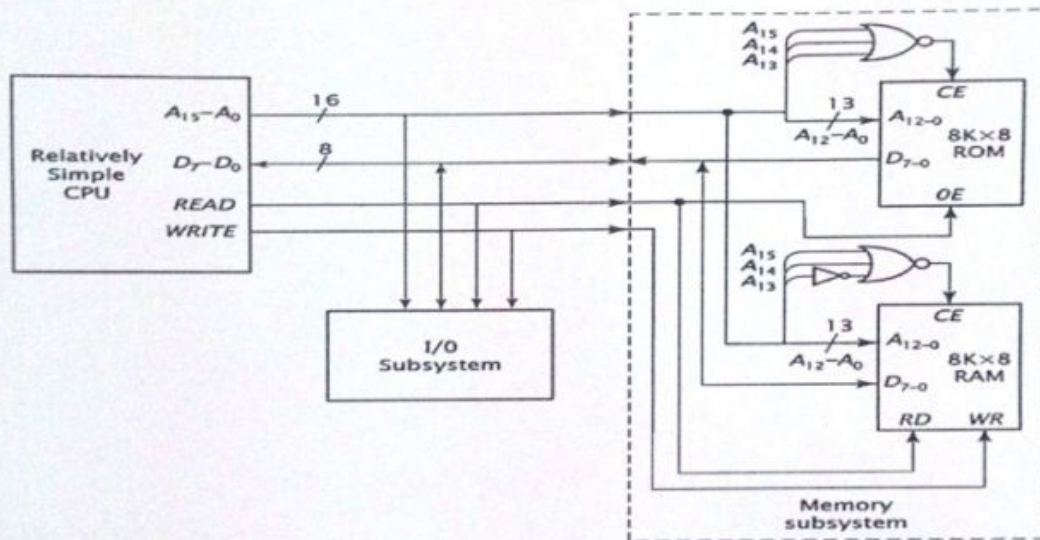 A₁₅
A₁₄
A₁₃
CE
16
13
A₁₅–A₀
A₁₂–A₀
A₁₂₋₀
8K×8
ROM
8
D₇–D₀
D₇₋₀
Relatively
Simple
CPU
READ
OE
WRITE
A₁₅
A₁₄
A₁₃
CE
13
A₁₂–A₀
A₁₂₋₀
8K×8
RAM
I/0
Subsystem
D₇₋₀
RD WR
Memory
subsystem